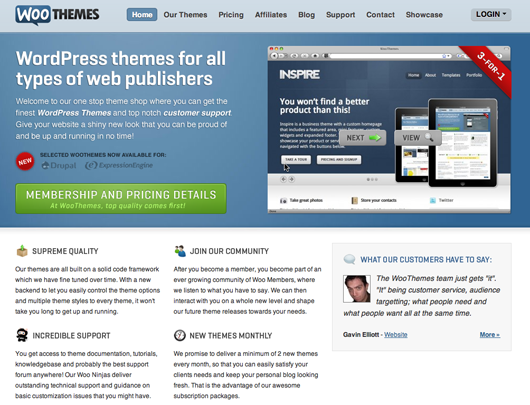 WOO THEMES
Home Our Themes Pricing Affiliates Blog Support Contact Showcase LOGIN
WordPress themes for all
types of web publishers
Welcome to our one stop theme shop where you can get the
finest WordPress Themes and top notch customer support.
Give your website a shiny new look that you can be proud of
and be up and running in no time!
NEW
SELECTED WOOTHEMES NOW AVAILABLE FOR:
Drupal ExpressionEngine
MEMBERSHIP AND PRICING DETAILS
At WooThemes, top quality comes first!
3-FOR-1
WooThemes
INSPIRE
Home About Templates Portfolio
You won't find a better
product than this!
Inspire is a business theme with a custom homepage
NEXT VIEW
TAKE A TOUR PRICING AND SIGNUP
Take great photos Store your contacts Twitter
SUPREME QUALITY
Our themes are all built on a solid code framework
which we have fine tuned over time. With a new
backend to let you easily control the theme options
and multiple theme styles to every theme, it won't
take you long to get up and running.
JOIN OUR COMMUNITY
After you become a member, you become part of an
ever growing community of Woo Members, where
we listen to what you have to say. We can then
interact with you on a whole new level and shape
our future theme releases towards your needs.
WHAT OUR CUSTOMERS HAVE TO SAY:
The WooThemes team just gets "it".
"It" being customer service, audience
targetting; what people need and
what people want all at the same time.
Gavin Elliott - Website More »
INCREDIBLE SUPPORT
You get access to theme documentation, tutorials,
knowledgebase and probably the best support
forum anywhere! Our Woo Ninjas deliver
outstanding technical support and guidance on
basic customization issues that you might have.
NEW THEMES MONTHLY
We promise to deliver a minimum of 2 new themes
every month, so that you can easily satisfy your
clients needs and keep your personal blog looking
fresh. That is the advantage of our awesome
subscription packages.